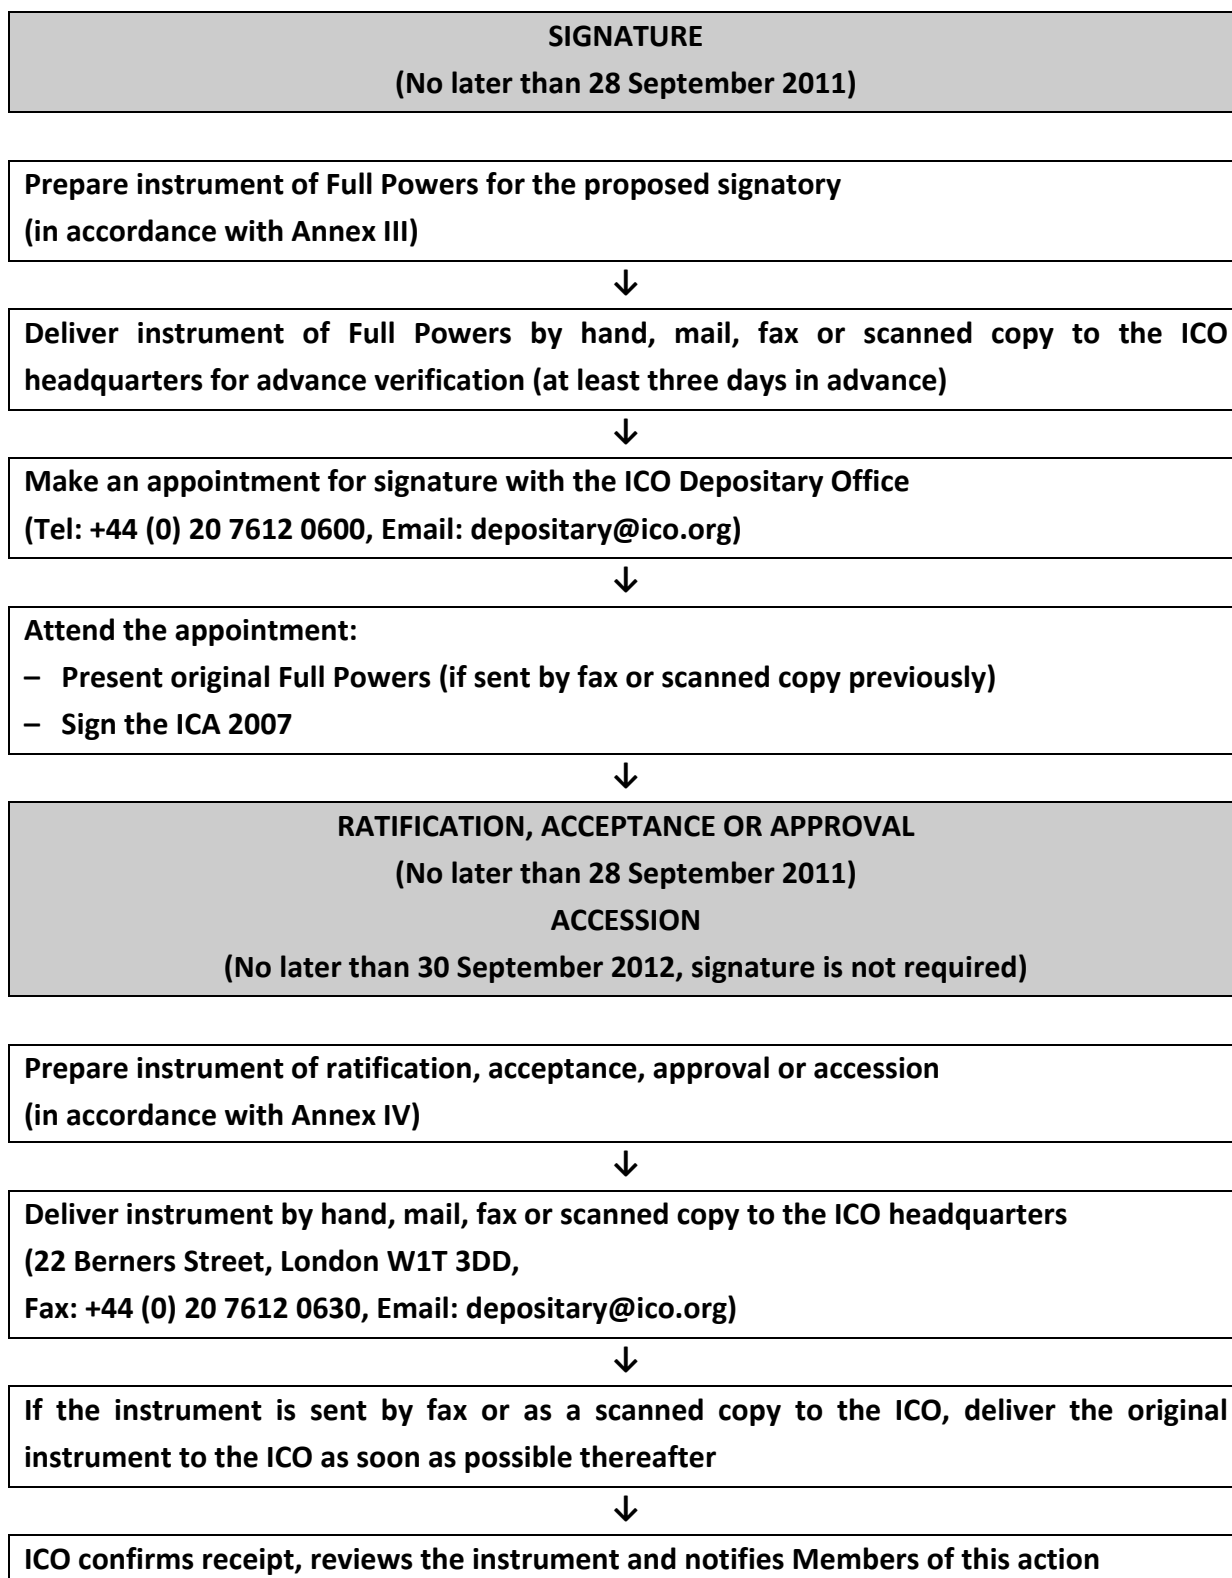 SIGNATURE
(No later than 28 September 2011)
Prepare instrument of Full Powers for the proposed signatory
(in accordance with Annex III)
↓
Deliver instrument of Full Powers by hand, mail, fax or scanned copy to the ICO
headquarters for advance verification (at least three days in advance)
↓
Make an appointment for signature with the ICO Depositary Office
(Tel: +44 (0) 20 7612 0600, Email: depositary@ico.org)
↓
Attend the appointment:
– Present original Full Powers (if sent by fax or scanned copy previously)
– Sign the ICA 2007
↓
RATIFICATION, ACCEPTANCE OR APPROVAL
(No later than 28 September 2011)
ACCESSION
(No later than 30 September 2012, signature is not required)
Prepare instrument of ratification, acceptance, approval or accession
(in accordance with Annex IV)
↓
Deliver instrument by hand, mail, fax or scanned copy to the ICO headquarters
(22 Berners Street, London W1T 3DD,
Fax: +44 (0) 20 7612 0630, Email: depositary@ico.org)
↓
If the instrument is sent by fax or as a scanned copy to the ICO, deliver the original
instrument to the ICO as soon as possible thereafter
↓
ICO confirms receipt, reviews the instrument and notifies Members of this action